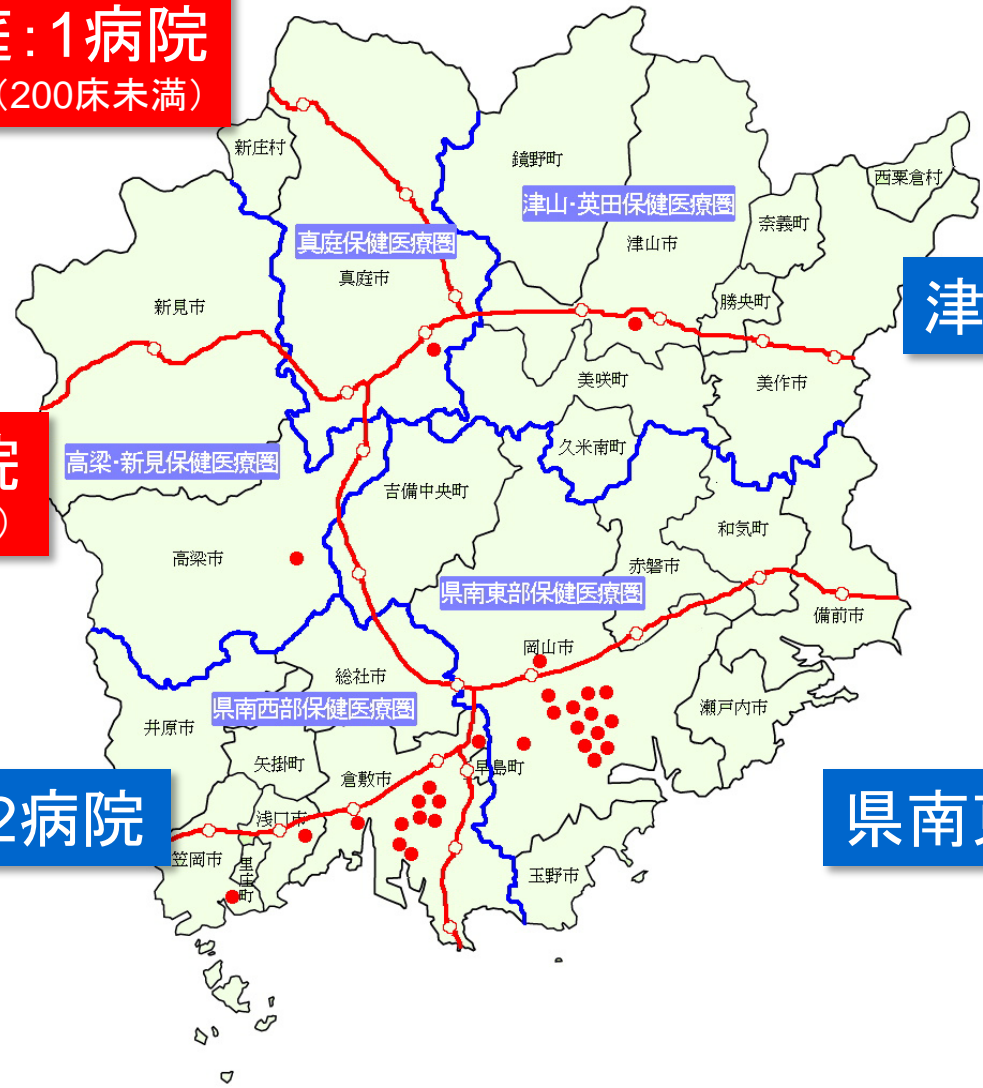 庭:1病院
(200床未満)
新庄村
鏡野町
西粟倉村
津山・英田保健医療圏
奈義町
真庭保健医療圏
津山市
真庭市
新見市
勝央町
津
美咲町
美作市
院
)
高梁・新見保健医療圏
久米南町
吉備中央町
和気町
高梁市
赤磐市
県南東部保健医療圏
備前市
岡山市
総社市
県南西部保健医療圏
瀬戸内市
井原市
矢掛町
倉敷市
早島町
2病院
浅口市
県南東
笠岡市
里庄町
玉野市